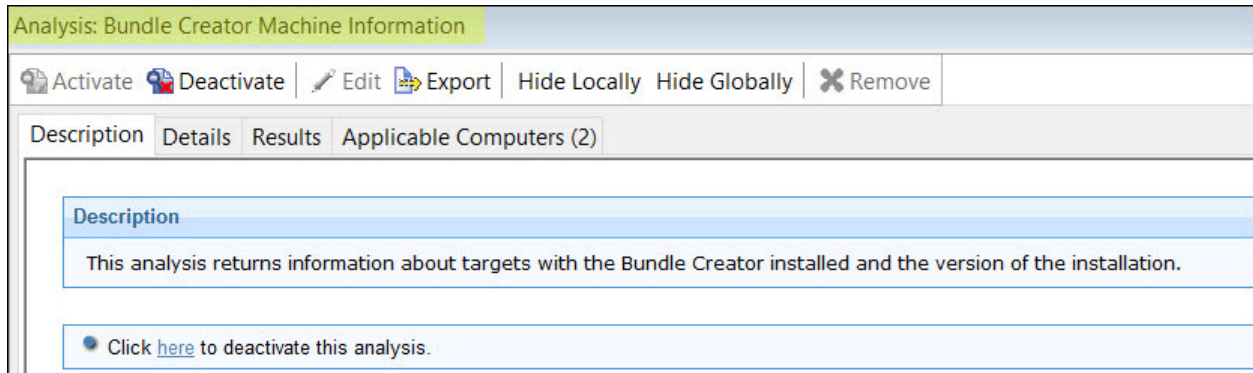 Analysis: Bundle Creator Machine Information
Activate Deactivate Edit Export Hide Locally Hide Globally Remove
Description Details Results Applicable Computers (2)
Description
This analysis returns information about targets with the Bundle Creator installed and the version of the installation.
Click here to deactivate this analysis.